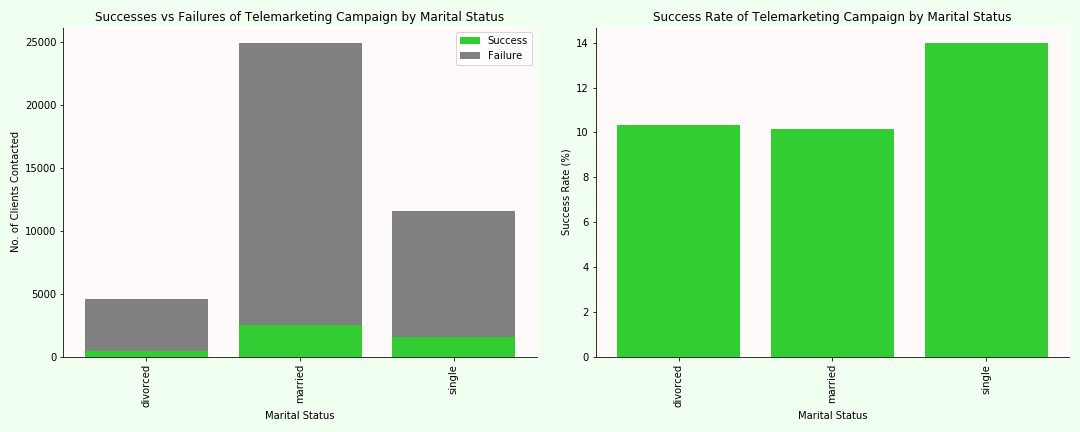 Successes vs Failures of Telemarketing Campaign by Marital Status
Success
Failure
No. of Clients Contacted
25000
20000
15000
10000
5000
0
divorced
married
single
Marital Status
Success Rate of Telemarketing Campaign by Marital Status
Success Rate (%)
14
12
10
8
6
4
2
0
divorced
married
single
Marital Status